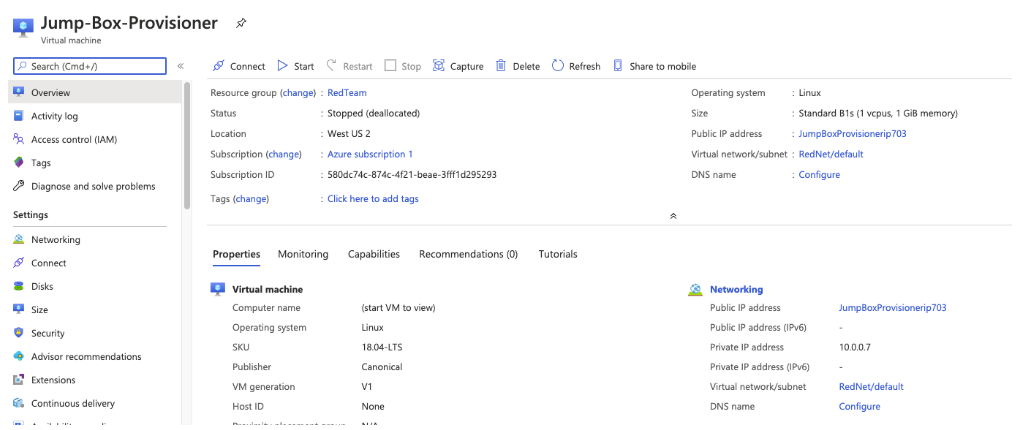 Jump-Box-Provisioner
Virtual machine
Search (Cmd+/)
«
Overview
Activity log
Access control (IAM)
Tags
Diagnose and solve problems
Settings
Networking
Connect
Disks
Size
Security
Advisor recommendations
Extensions
Continuous delivery
Connect Start Restart Stop Capture Delete Refresh Share to mobile
Resource group (change) : RedTeam
Status : Stopped (deallocated)
Location : West US 2
Subscription (change) : Azure subscription 1
Subscription ID : 580dc74c-874c-4f21-beae-3fff1d295293
Tags (change) : Click here to add tags
Operating system : Linux
Size : Standard B1s (1 vcpus, 1 GiB memory)
Public IP address : JumpBoxProvisionerip703
Virtual network/subnet : RedNet/default
DNS name : Configure
Properties Monitoring Capabilities Recommendations (0) Tutorials
Virtual machine
Computer name (start VM to view)
Operating system Linux
SKU 18.04-LTS
Publisher Canonical
VM generation V1
Host ID None
Networking
Public IP address JumpBoxProvisionerip703
Public IP address (IPv6) -
Private IP address 10.0.0.7
Private IP address (IPv6) -
Virtual network/subnet RedNet/default
DNS name Configure